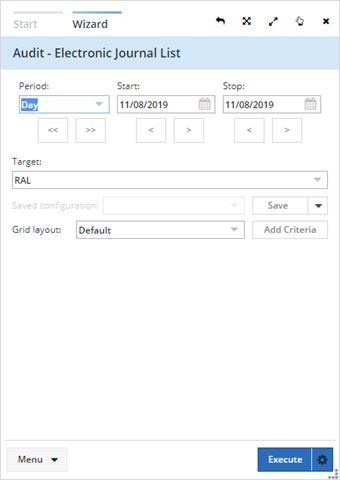 Start Wizard
Audit - Electronic Journal List
Period: Start: Stop:
Day 11/08/2019 11/08/2019
<< >> < > < >
Target:
RAL
Saved configuration: Save
Grid layout: Default Add Criteria
Menu Execute